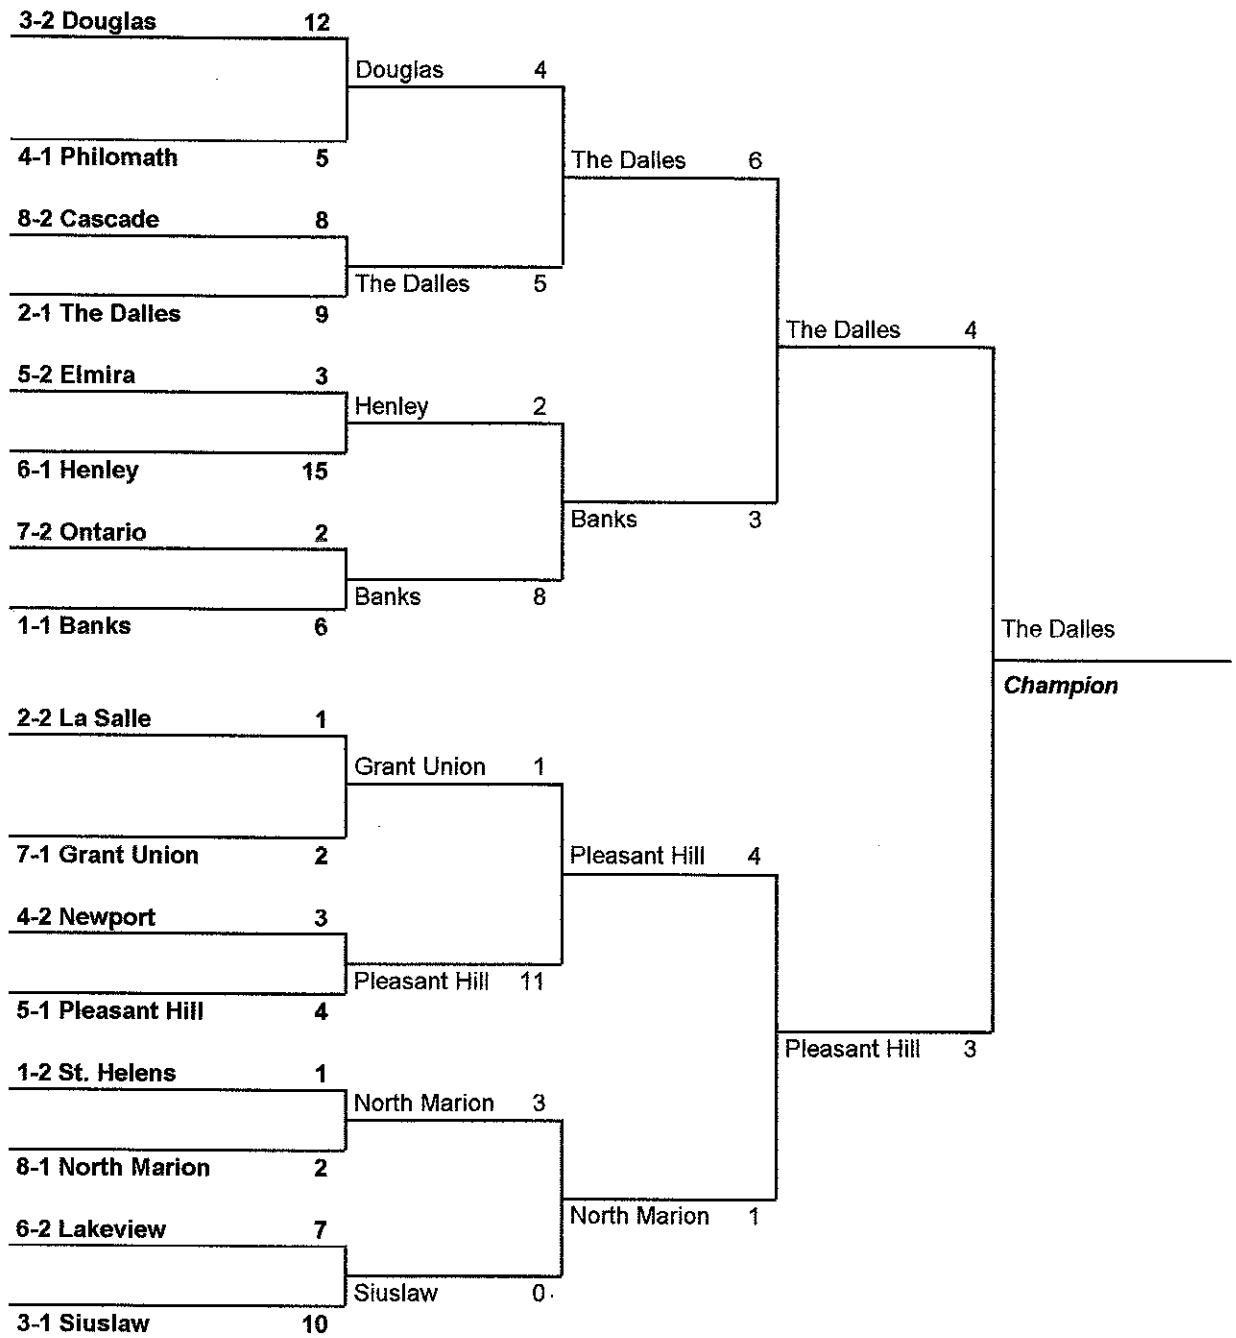 3-2 Douglas 12
Douglas 4
4-1 Philomath 5
The Dalles 6
8-2 Cascade 8
The Dalles 5
2-1 The Dalles 9
The Dalles 4
5-2 Elmira 3
Henley 2
6-1 Henley 15
Banks 3
7-2 Ontario 2
Banks 8
1-1 Banks 6
The Dalles
Champion
2-2 La Salle 1
Grant Union 1
7-1 Grant Union 2
Pleasant Hill 4
4-2 Newport 3
Pleasant Hill 11
5-1 Pleasant Hill 4
Pleasant Hill 3
1-2 St. Helens 1
North Marion 3
8-1 North Marion 2
North Marion 1
6-2 Lakeview 7
Siuslaw 0
3-1 Siuslaw 10